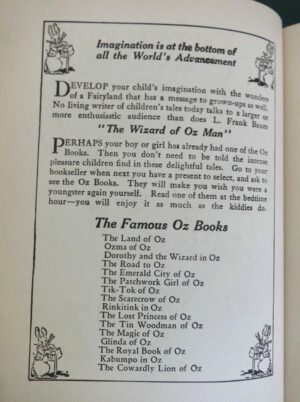 Imagination is at the bottom of
all the World's Advancement
DEVELOP your child's imagination with the wonders
of a Fairyland that has a message to grown-ups as well.
No living writer of children's tales today talks to a larger or
more enthusiastic audience than does L. Frank Baum
"The Wizard of Oz Man"
PERHAPS your boy or girl has already had one of the Oz
Books. Then you don't need to be told the intense
pleasure children find in these delightful tales. Go to your
bookseller when next you have a present to select, and ask to
see the Oz Books. They will make you wish you were a
youngster again yourself. Read one of them at the bedtime
hour—you will enjoy it as much as the kiddies do.
The Famous Oz Books
The Land of Oz
Ozma of Oz
Dorothy and the Wizard in Oz
The Road to Oz
The Emerald City of Oz
The Patchwork Girl of Oz
Tik-Tok of Oz
The Scarecrow of Oz
Rinkitink in Oz
The Lost Princess of Oz
The Tin Woodman of Oz
The Magic of Oz
Glinda of Oz
The Royal Book of Oz
Kabumpo in Oz
The Cowardly Lion of Oz